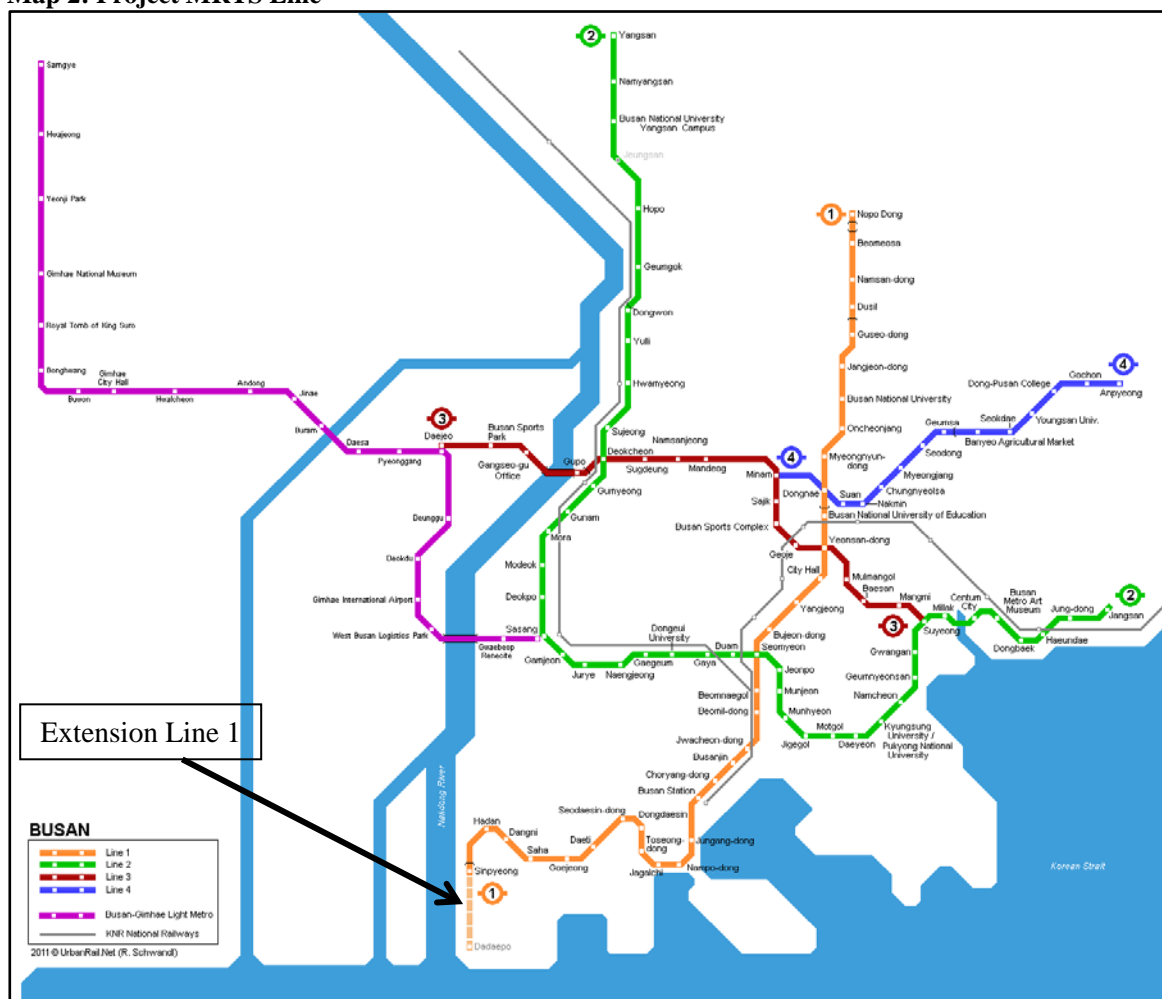 Map 2: Project MRTS Line
2
Yangsan
Namyangsan
Busan National University
Yangsan Campus
Jeungsan
Hopo
Geumgok
Dongwon
Yulli
Hwamyeong
Sujeong
Deokcheon
Gumyeong
Gunam
Mora
Modeok
Deokpo
Sasang
Gamjeon
Jurye
Naengjeong
Gaegeum
Dongeui
University
Gaya
Duam
Seomyeon
Jeonpo
Munjeon
Munhyeon
Jigegol
Motgol
Daeyeon
Kyungsung
University /
Pukyong National
University
Namcheon
Geumnyeonsan
Gwangan
Suyeong
Millak
Centum
City
Busan
Metro Art
Museum
Dongbaek
Haeundae
Jung-dong
Jangsan
2
Samgye
Hwajeong
Yeonji Park
Gimhae National Museum
Royal Tomb of King Suro
Bonghwang
Buwon
Gimhae
City Hall
Hwalcheon
Andong
Jinae
Buram
Daesa
Pyeonggang
Daejeo
Deunggu
Deokdu
Gimhae International Airport
West Busan Logistics Park
Gwaebeop
Renecite
3
Busan Sports
Park
Gangseo-gu
Office
Gupo
Sugdeung
Namsanjeong
Mandeog
Minam
Sajik
Busan Sports Complex
Geoje
Yeonsan-dong
Mulmangol
Baesan
Mangmi
3
4
Dongnae
Suan
Nakmin
Chungnyeolsa
Myeongjang
Seodong
Geumsa
Seokdae
Banyeo Agricultural Market
Youngsan Univ.
Dong-Pusan College
Gochon
Anpyeong
4
1
Nopo Dong
Beomeosa
Namsan-dong
Dusil
Guseo-dong
Jangjeon-dong
Busan National University
Oncheonjang
Myeongnyun-
dong
Busan National University of Education
City Hall
Yangjeong
Bujeon-dong
Beomnaegol
Beomil-dong
Jwacheon-dong
Busanjin
Choryang-dong
Busan Station
Jungang-dong
Nampo-dong
Jagalchi
Toseong-
dong
Dongdaesin
Seodaesin-dong
Daeti
Goejeong
Saha
Dangni
Hadan
Sinpyeong
1
Dadaepo
Extension Line 1
Nakdong River
Korean Strait
BUSAN
Line 1
Line 2
Line 3
Line 4
Busan-Gimhae Light Metro
KNR National Railways
2011 © UrbanRail.Net (R. Schwandl)